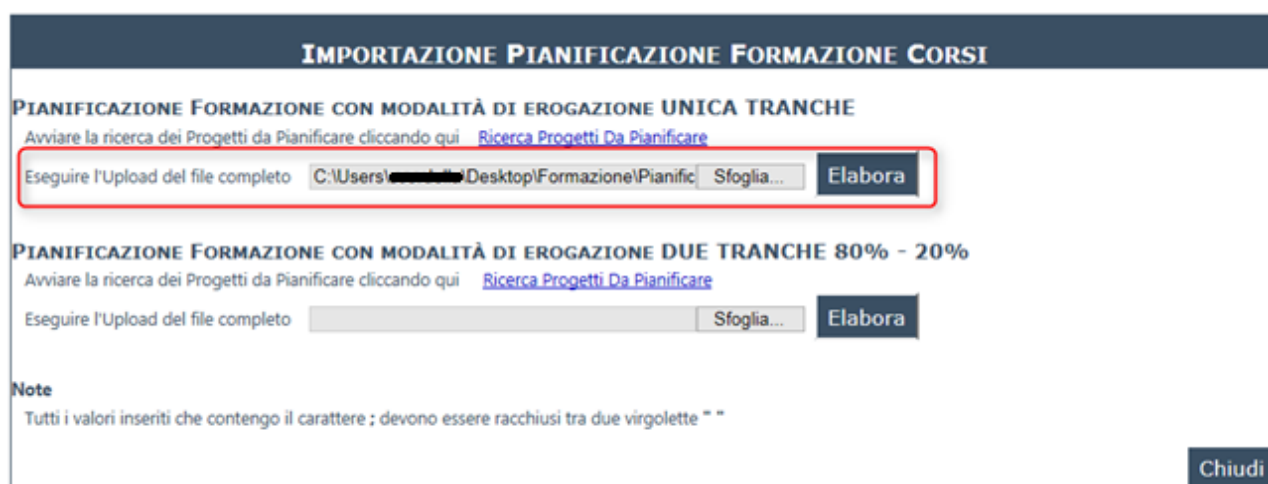 IMPORTAZIONE PIANIFICAZIONE FORMAZIONE CORSI
PIANIFICAZIONE FORMAZIONE CON MODALITÀ DI EROGAZIONE UNICA TRANCHE
Avviare la ricerca dei Progetti da Pianificare cliccando qui Ricerca Progetti Da Pianificare
Eseguire l'Upload del file completo C:\Users\ \Desktop\Formazione\Pianific Sfoglia... Elabora
PIANIFICAZIONE FORMAZIONE CON MODALITÀ DI EROGAZIONE DUE TRANCHE 80% - 20%
Avviare la ricerca dei Progetti da Pianificare cliccando qui Ricerca Progetti Da Pianificare
Eseguire l'Upload del file completo Sfoglia... Elabora
Note
Tutti i valori inseriti che contengo il carattere ; devono essere racchiusi tra due virgolette " "
Chiudi